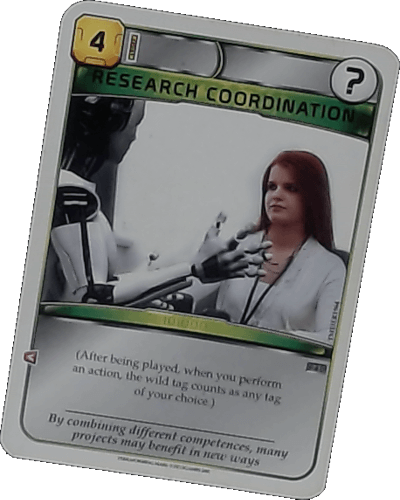 4
?
RESEARCH COORDINATION
(After being played, when you perform
an action, the wild tag counts as any tag
of your choice.)
By combining different competences, many
projects may benefit in new ways